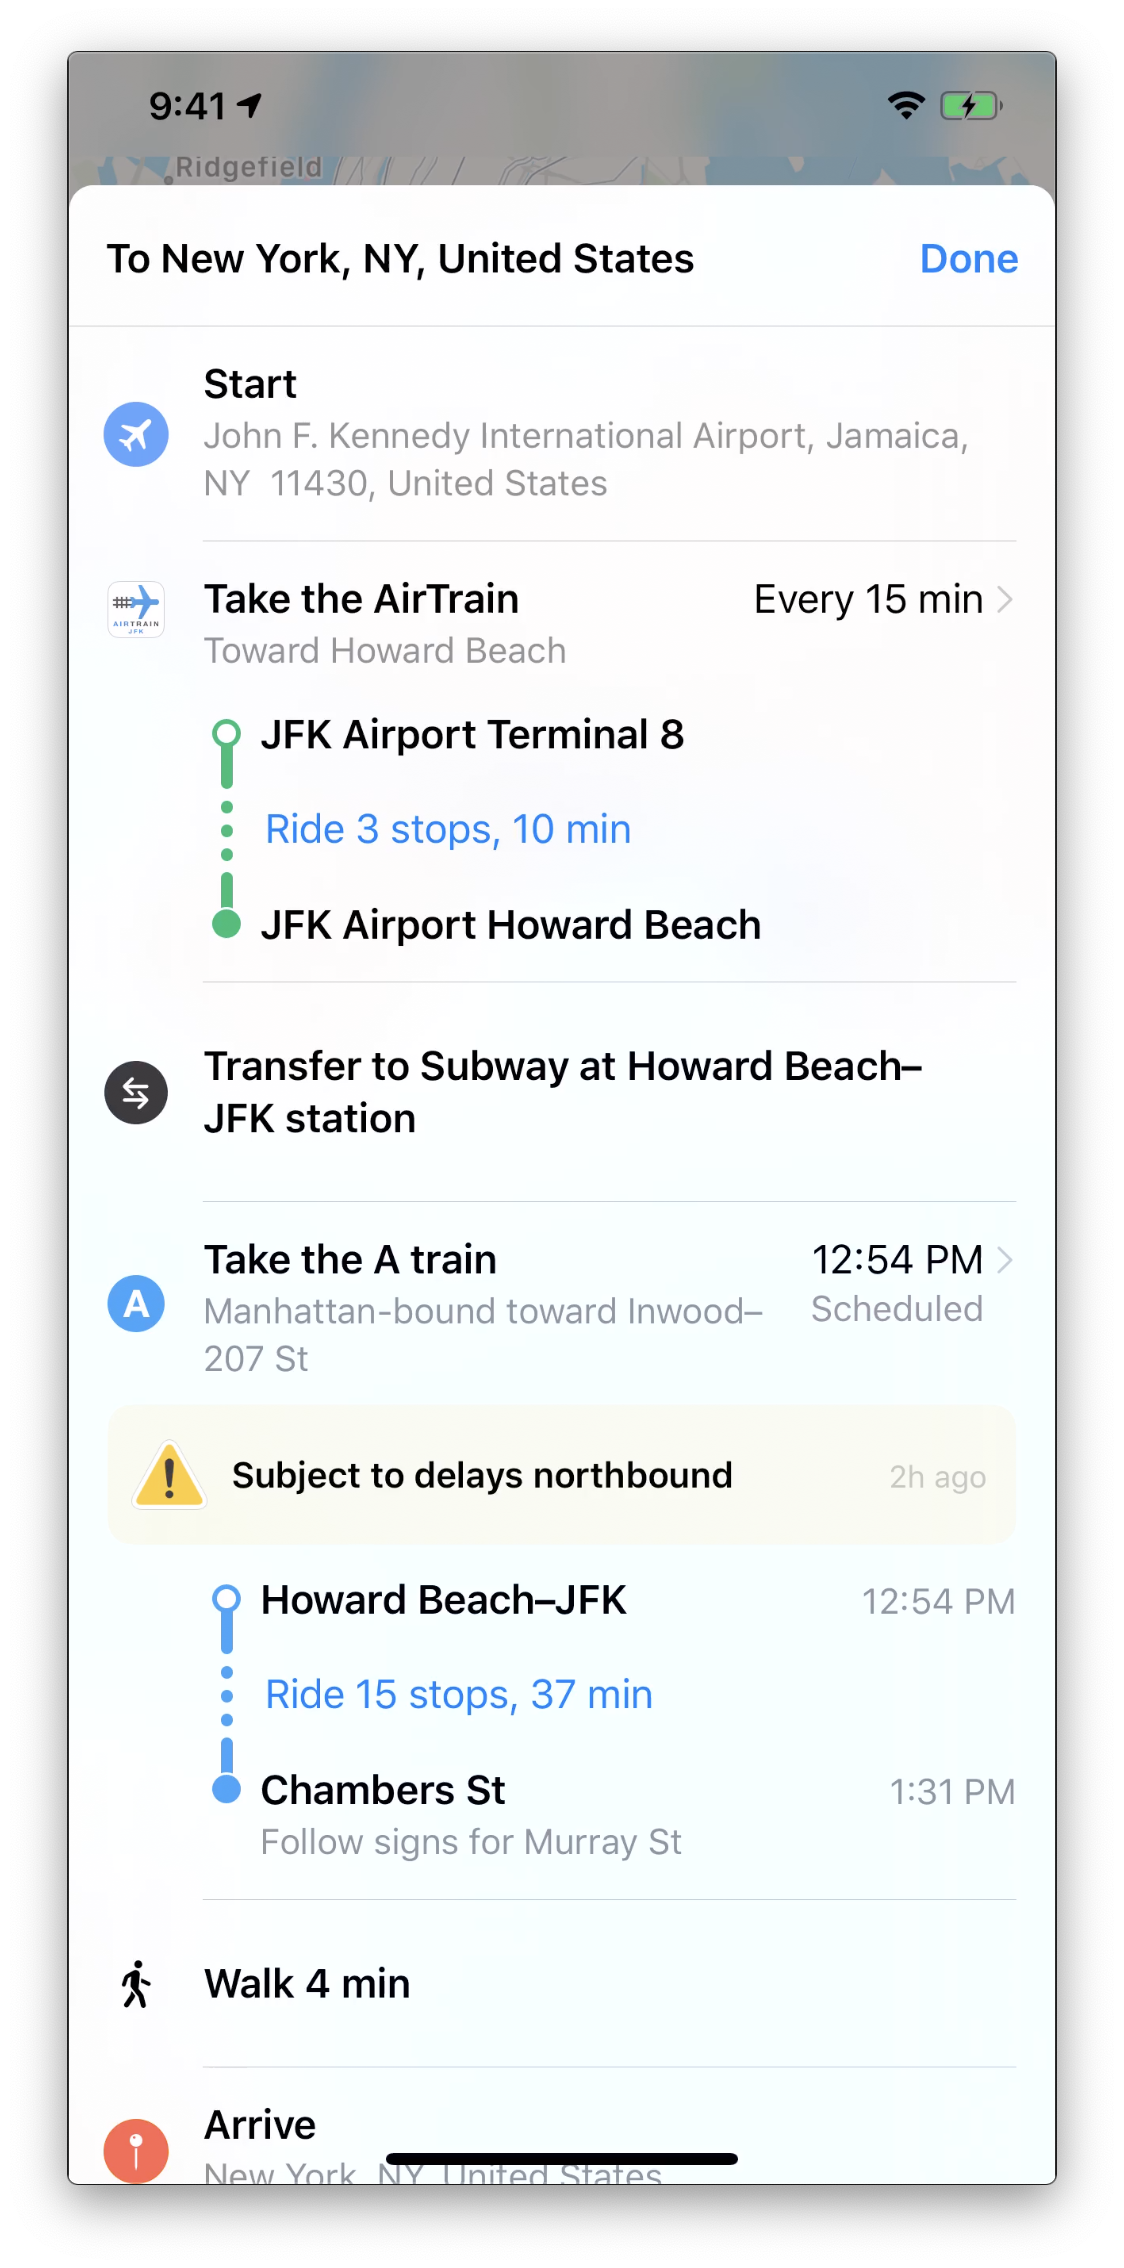 9:41
Ridgefield
To New York, NY, United States
Done
Start
John F. Kennedy International Airport, Jamaica,
NY 11430, United States
AIRTRAIN
JFK
Take the AirTrain
Every 15 min
Toward Howard Beach
JFK Airport Terminal 8
Ride 3 stops, 10 min
JFK Airport Howard Beach
Transfer to Subway at Howard Beach–
JFK station
A
Take the A train
12:54 PM
Manhattan-bound toward Inwood–
207 St
Scheduled
Subject to delays northbound
2h ago
Howard Beach–JFK
12:54 PM
Ride 15 stops, 37 min
Chambers St
1:31 PM
Follow signs for Murray St
Walk 4 min
Arrive
New York, NY, United States